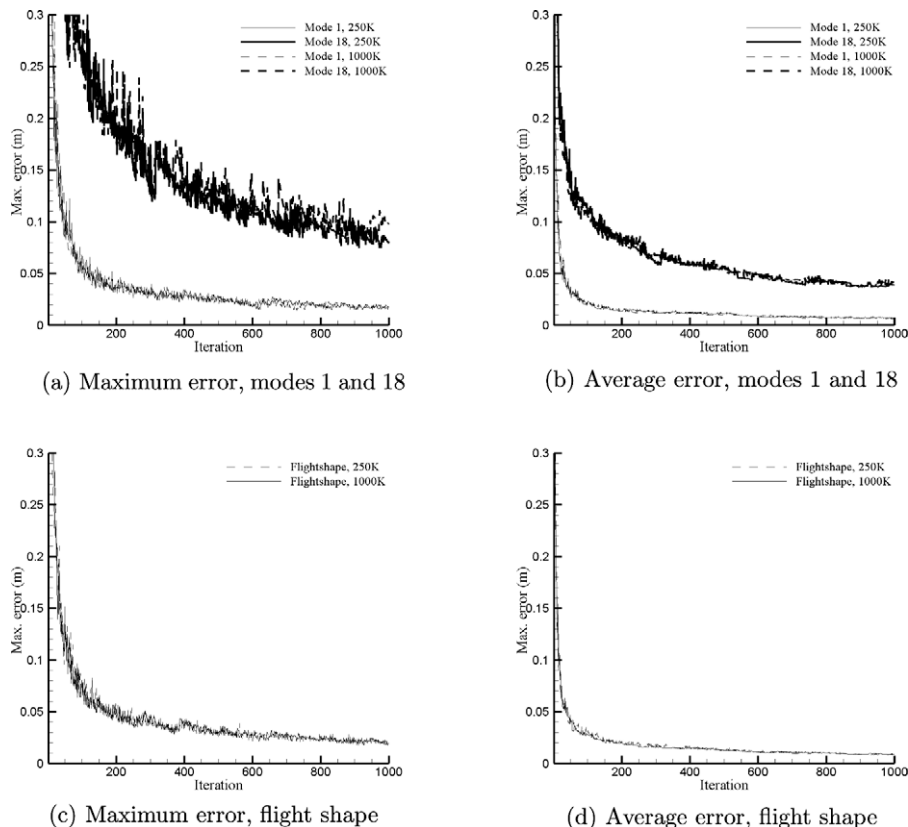 0.3
0.25
0.2
0.15
0.1
0.05
0
Max. error (m)
200 400 600 800 1000
Iteration
Mode 1, 250K
Mode 18, 250K
Mode 1, 1000K
Mode 18, 1000K
(a) Maximum error, modes 1 and 18
0.3
0.25
0.2
0.15
0.1
0.05
0
Max. error (m)
200 400 600 800 1000
Iteration
Mode 1, 250K
Mode 18, 250K
Mode 1, 1000K
Mode 18, 1000K
(b) Average error, modes 1 and 18
0.3
0.25
0.2
0.15
0.1
0.05
0
Max. error (m)
200 400 600 800 1000
Iteration
Flightshape, 250K
Flightshape, 1000K
(c) Maximum error, flight shape
0.3
0.25
0.2
0.15
0.1
0.05
0
Max. error (m)
200 400 600 800 1000
Iteration
Flightshape, 250K
Flightshape, 1000K
(d) Average error, flight shape